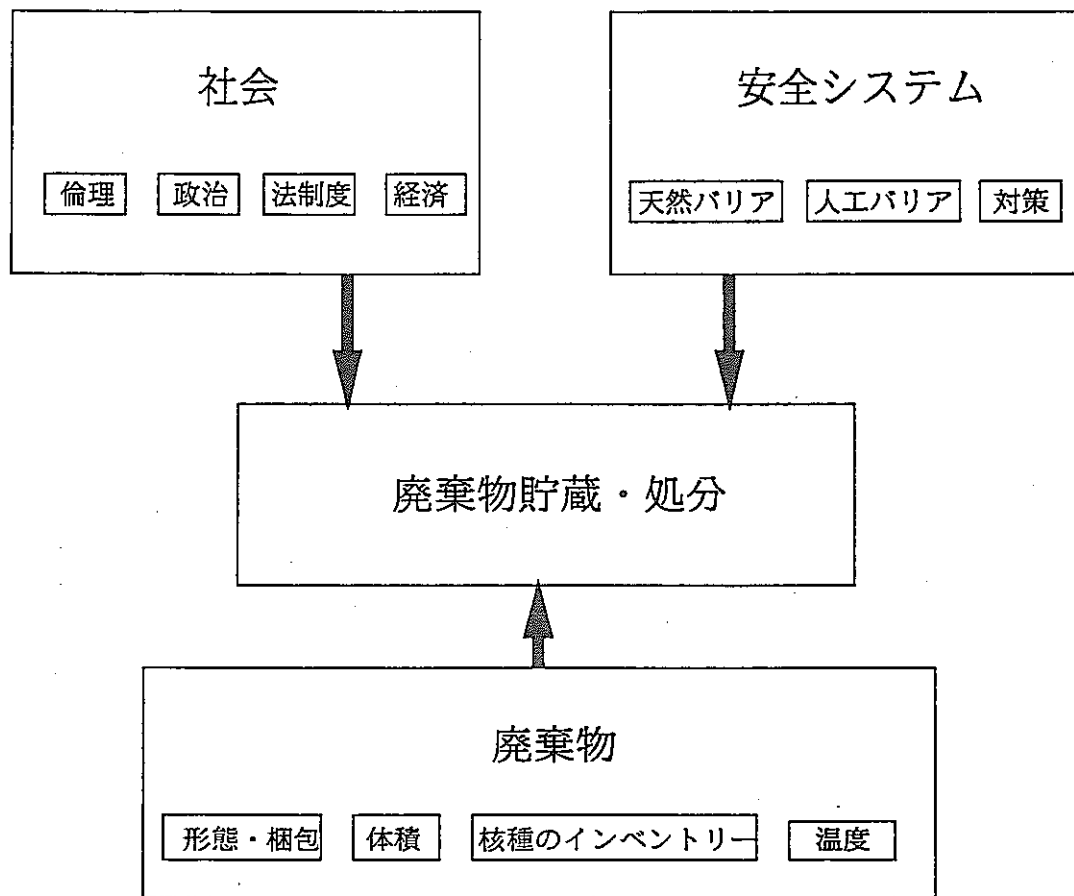 社会
倫理 政治 法制度 経済
安全システム
天然バリア 人工バリア 対策
廃棄物貯蔵・処分
廃棄物
形態・梱包 体積 核種のインベントリー 温度